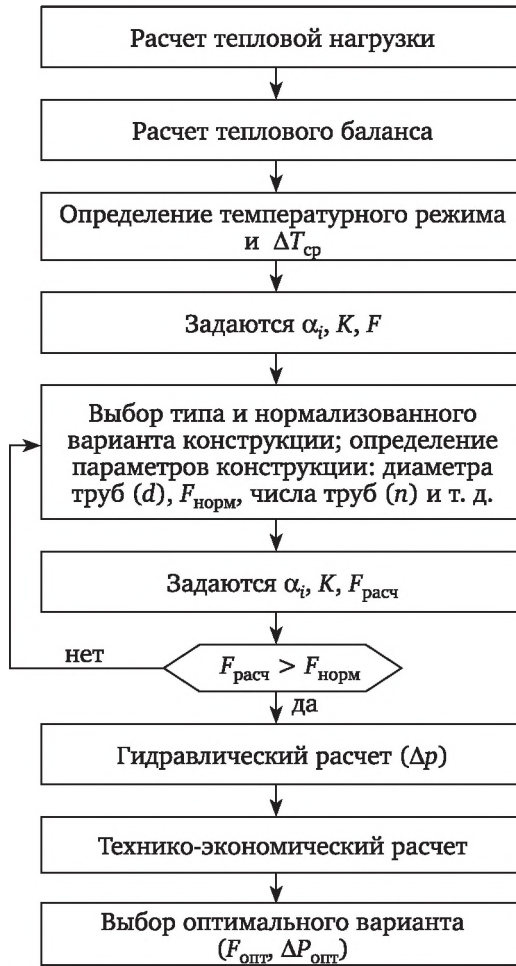 Расчет тепловой нагрузки
Расчет теплового баланса
Определение температурного режима
и ΔTср
Задаются αi, K, F
Выбор типа и нормализованного
варианта конструкции; определение
параметров конструкции: диаметра
труб (d), Fнорм, числа труб (n) и т. д.
Задаются αi, K, Fрасч
нет
Fрасч > Fнорм
да
Гидравлический расчет (Δp)
Технико-экономический расчет
Выбор оптимального варианта
(Fопт, ΔPопт)